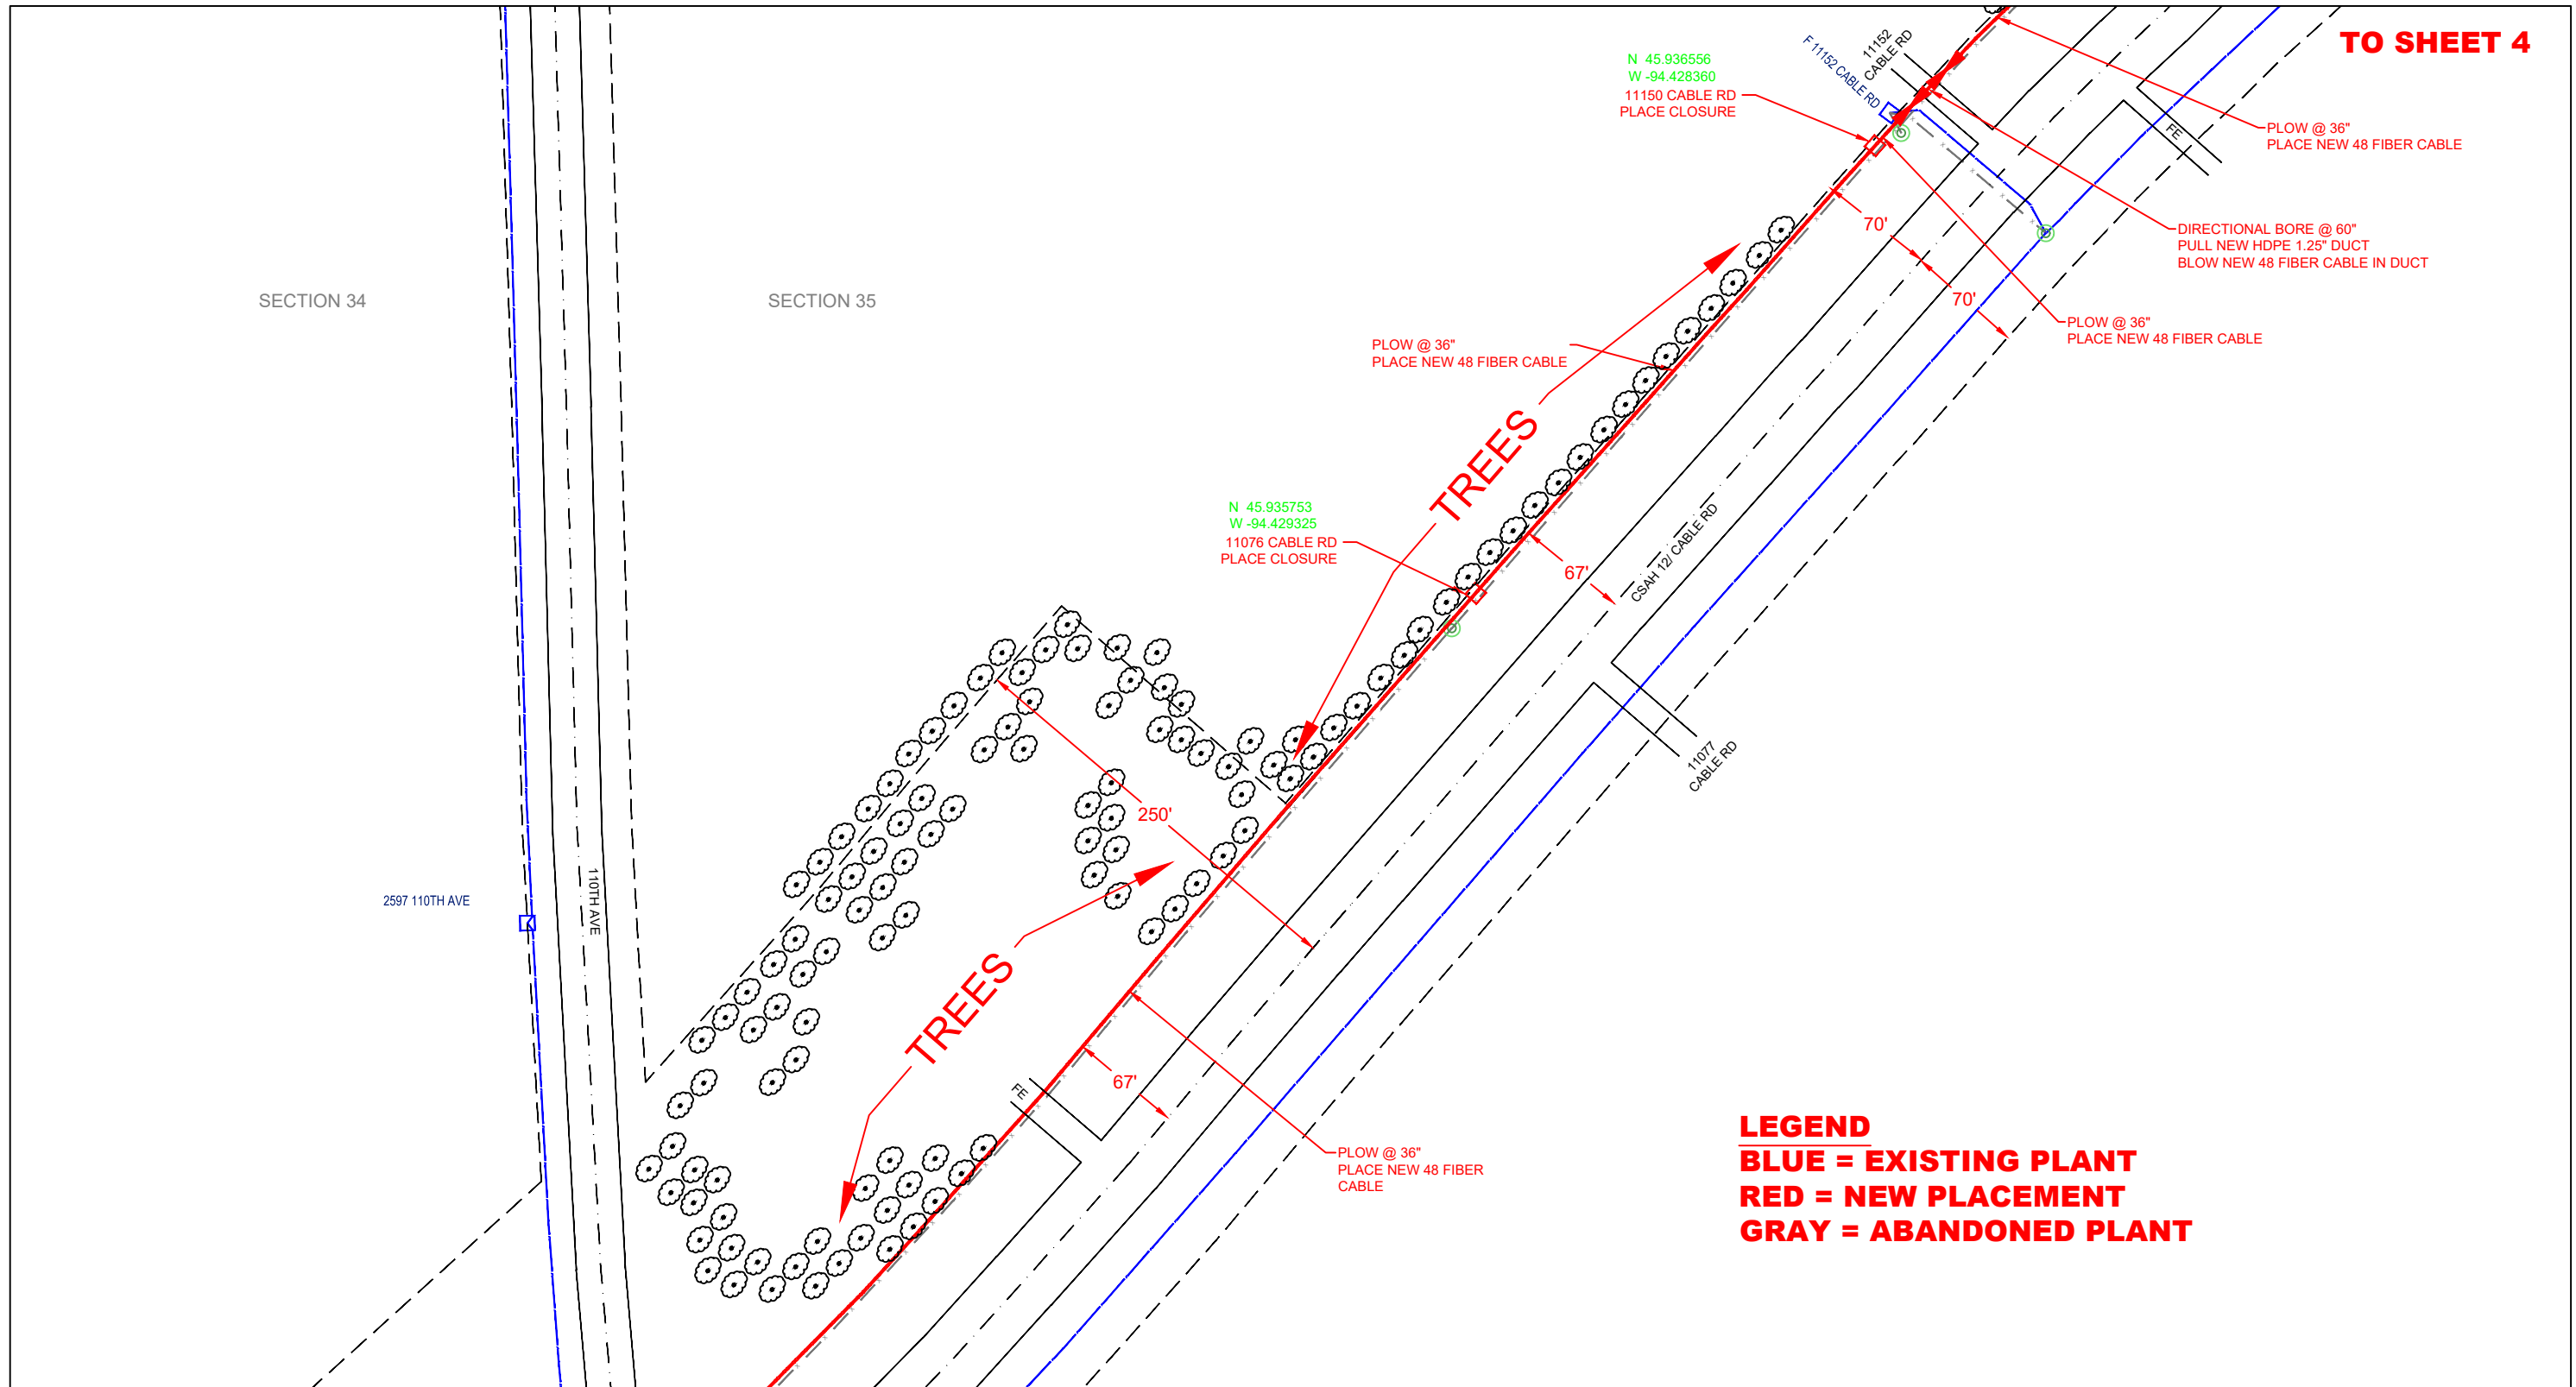 TO SHEET 4
N 45.936556
W -94.428360
11150 CABLE RD
PLACE CLOSURE
F 11152 CABLE RD
11152
CABLE RD
FE
PLOW @ 36"
PLACE NEW 48 FIBER CABLE
DIRECTIONAL BORE @ 60"
PULL NEW HDPE 1.25" DUCT
BLOW NEW 48 FIBER CABLE IN DUCT
70'
70'
PLOW @ 36"
PLACE NEW 48 FIBER CABLE
SECTION 34
SECTION 35
PLOW @ 36"
PLACE NEW 48 FIBER CABLE
TREES
N 45.935753
W -94.429325
11076 CABLE RD
PLACE CLOSURE
67'
CSAH 12/ CABLE RD
11077
CABLE RD
250'
2597 110TH AVE
110TH AVE
TREES
67'
FE
PLOW @ 36"
PLACE NEW 48 FIBER
CABLE
LEGEND
BLUE = EXISTING PLANT
RED = NEW PLACEMENT
GRAY = ABANDONED PLANT